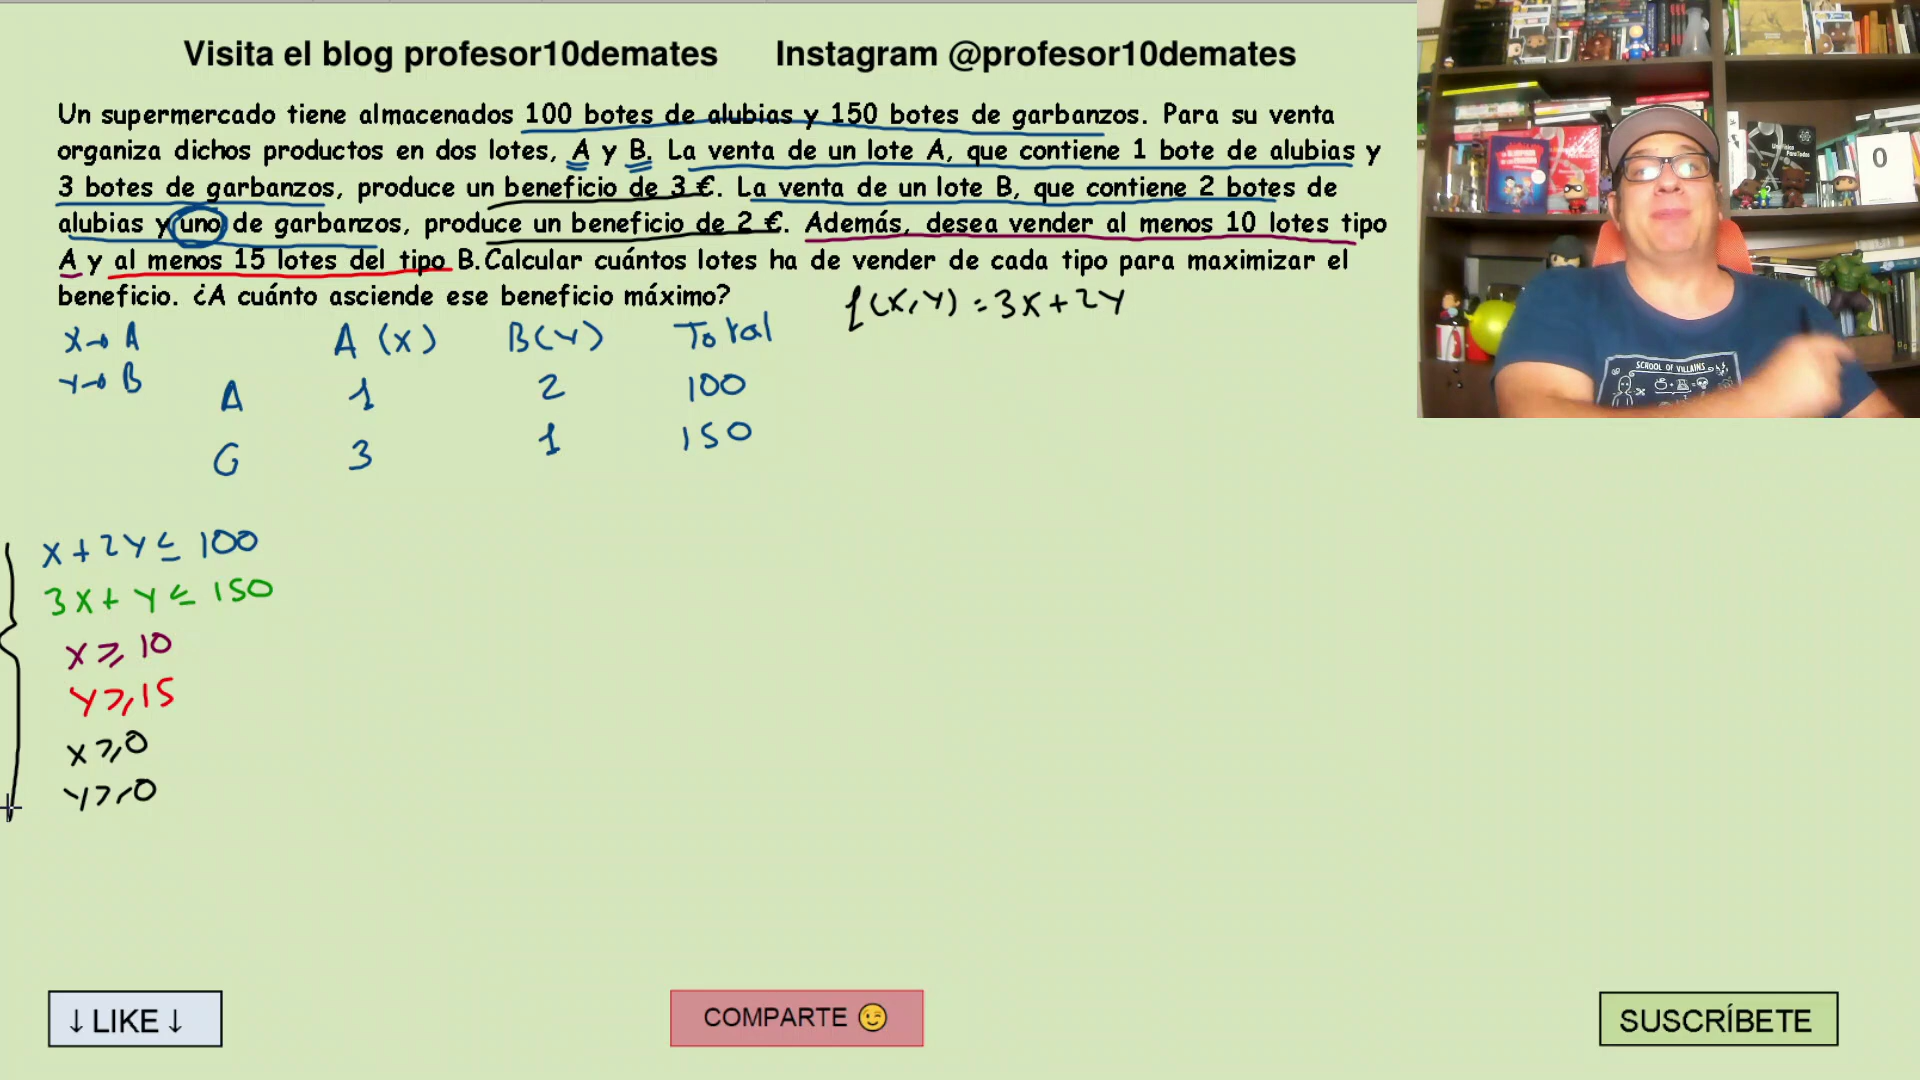 Visita el blog profesor10demates Instagram @profesor10demates
Un supermercado tiene almacenados 100 botes de alubias y 150 botes de garbanzos. Para su venta
organiza dichos productos en dos lotes, A y B. La venta de un lote A, que contiene 1 bote de alubias y
3 botes de garbanzos, produce un beneficio de 3 €. La venta de un lote B, que contiene 2 botes de
alubias y uno de garbanzos, produce un beneficio de 2 €. Además, desea vender al menos 10 lotes tipo
A y al menos 15 lotes del tipo B.Calcular cuántos lotes ha de vender de cada tipo para maximizar el
beneficio. ¿A cuánto asciende ese beneficio máximo?
f(x,y) = 3x+2y
x→ A
y→ B
A (x) B(y) Total
A 1 2 100
G 3 1 150
x+2y ≤ 100
3x+y ≤ 150
x ≥ 10
y ≥ 15
x ≥ 0
y ≥ 0
0
SCHOOL OF VILLAINS
↓ LIKE ↓
COMPARTE 😉
SUSCRÍBETE